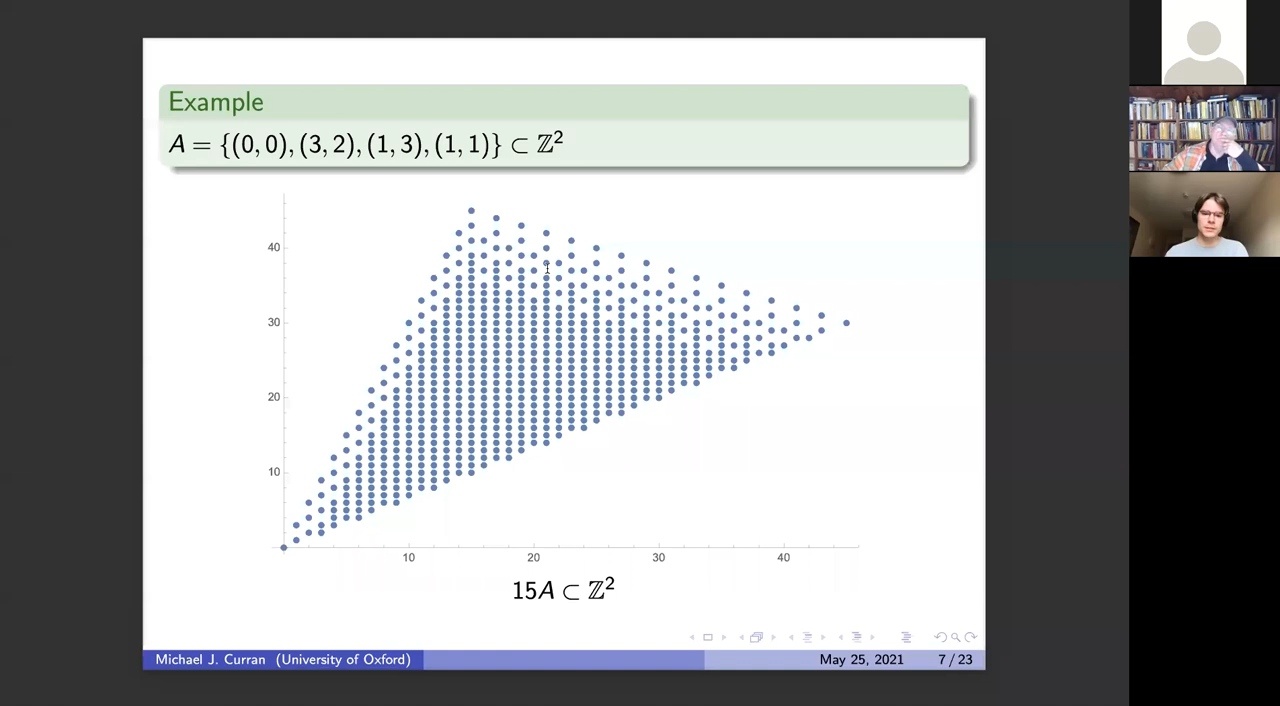 Example
A = {(0, 0), (3, 2), (1, 3), (1, 1)} ⊂ ℤ²
40
30
20
10
10 20 30 40
15A ⊂ ℤ²
Michael J. Curran (University of Oxford) May 25, 2021 7 / 23